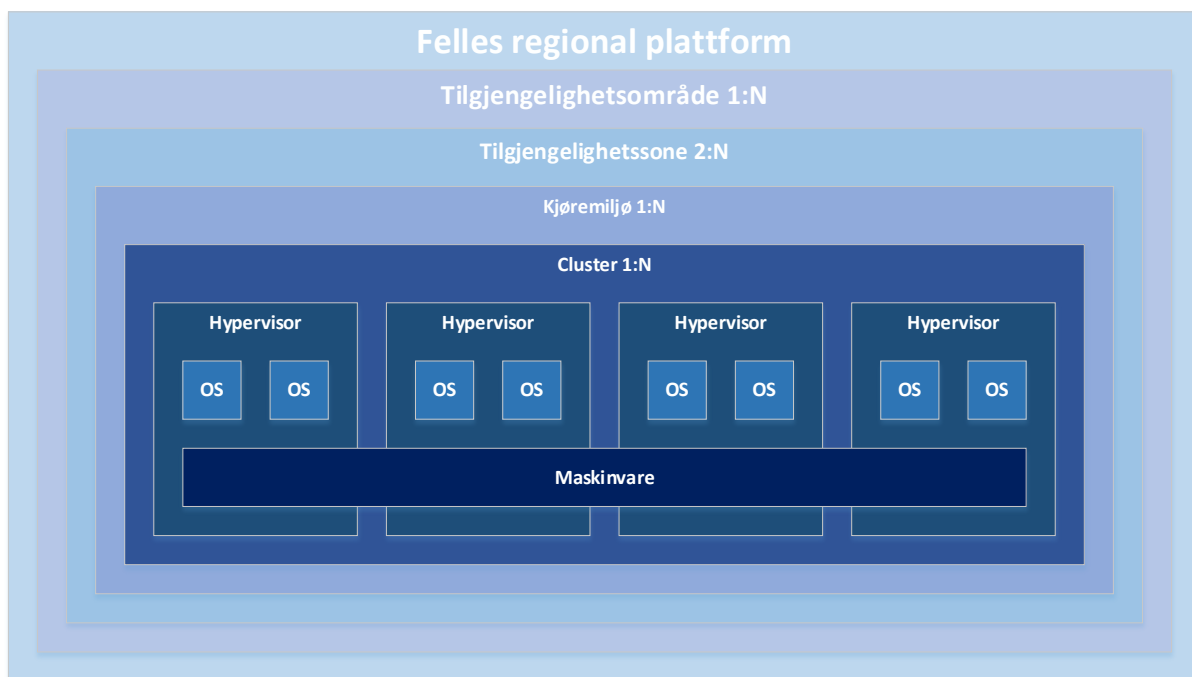 Felles regional plattform
Tilgjengelighetsområde 1:N
Tilgjengelighetssone 2:N
Kjøremiljø 1:N
Cluster 1:N
Hypervisor Hypervisor Hypervisor Hypervisor
OS OS OS OS OS OS OS OS
Maskinvare